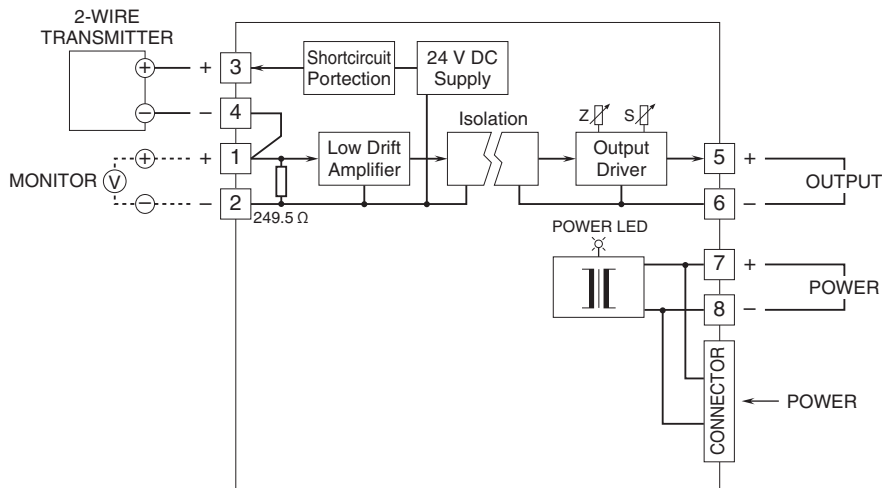 2-WIRE
TRANSMITTER
+
−
+
3
−
4
Shortcircuit
Portection
24 V DC
Supply
Isolation
Z
S
MONITOR
V
+
−
+
1
−
2
249.5 Ω
Low Drift
Amplifier
Output
Driver
5
+
6
−
OUTPUT
POWER LED
7
+
8
−
POWER
CONNECTOR
POWER